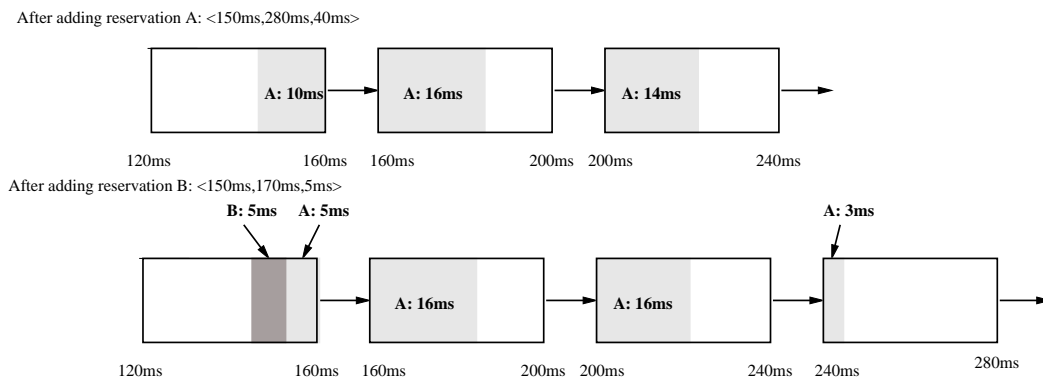 After adding reservation A: <150ms,280ms,40ms>
A: 10ms A: 16ms A: 14ms
120ms 160ms 160ms 200ms 200ms 240ms
After adding reservation B: <150ms,170ms,5ms>
B: 5ms A: 5ms A: 3ms
A: 16ms A: 16ms
120ms 160ms 160ms 200ms 200ms 240ms 240ms 280ms